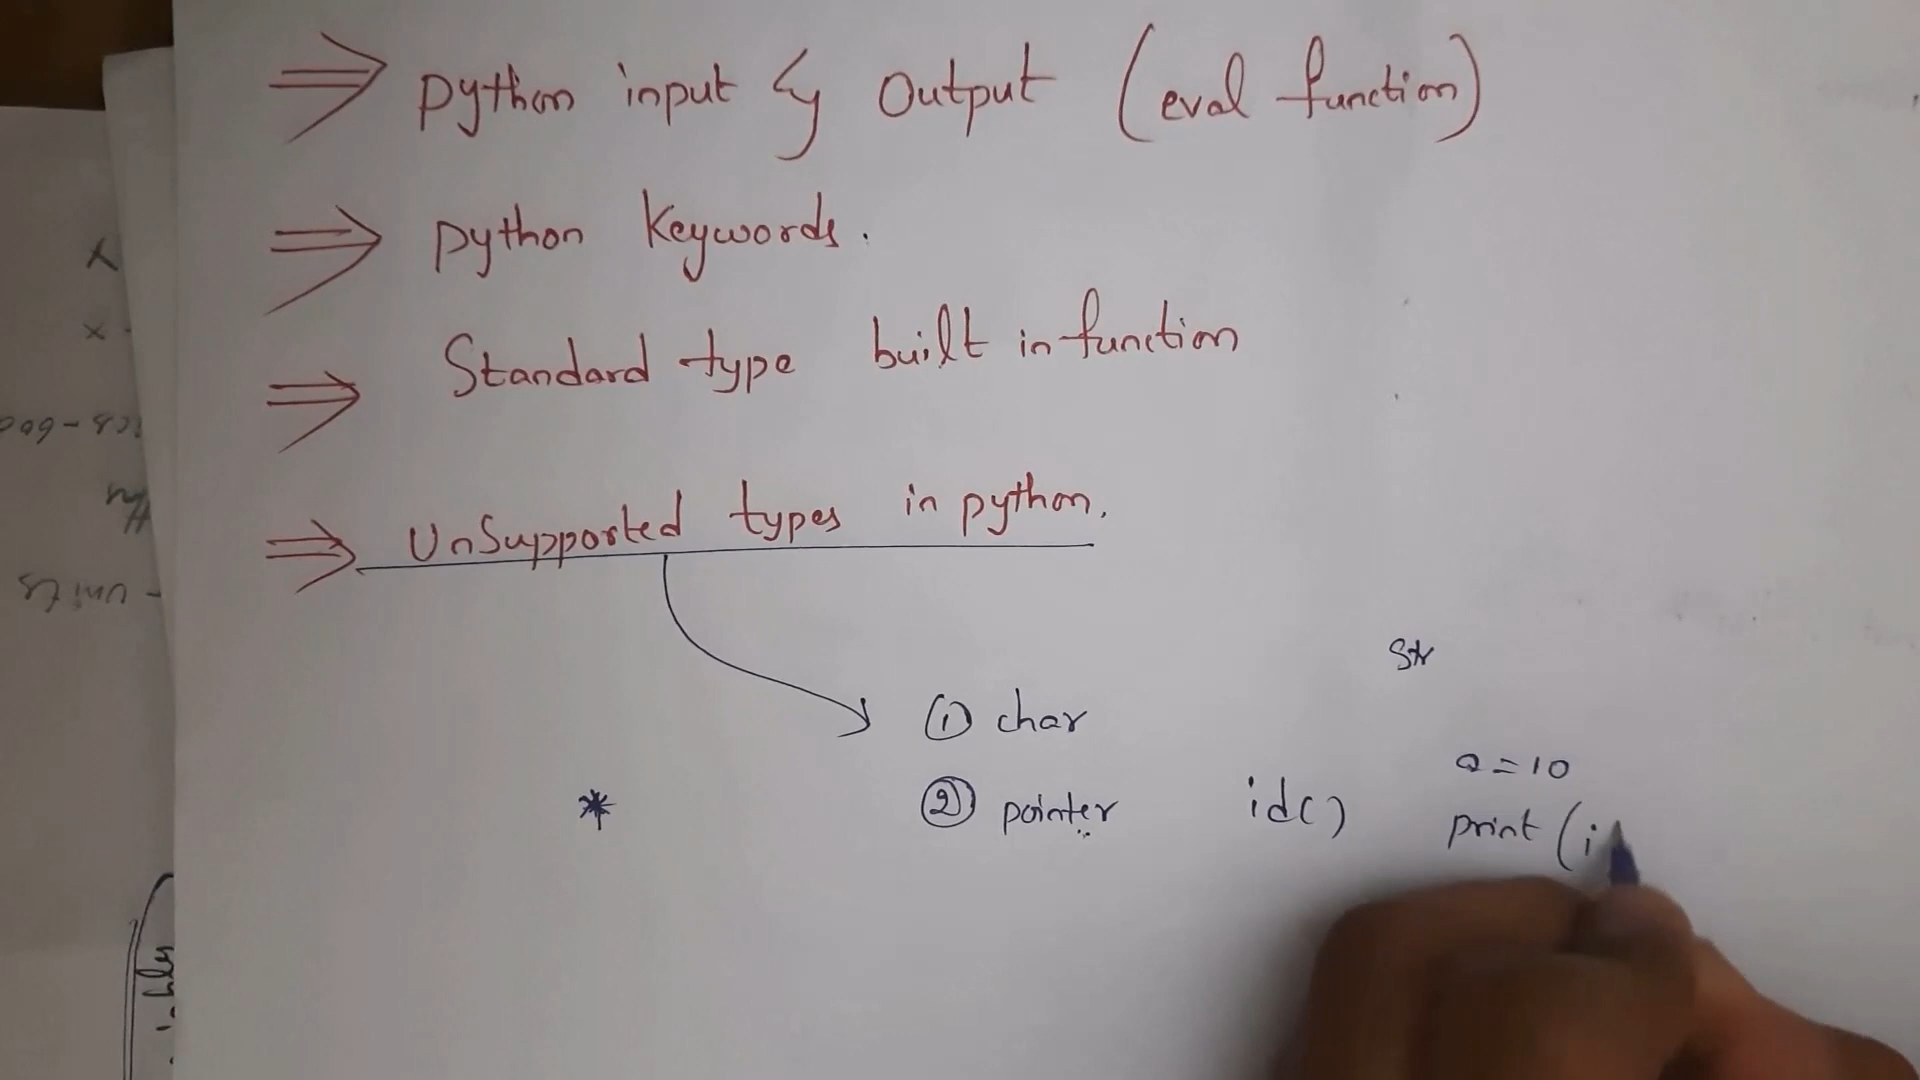 ⇒ python input & Output (eval function)
⇒ python Keywords.
⇒ Standard type built in function
⇒ UnSupported types in python.
str
① char
a=10
* ② pointer id()
print (i
units